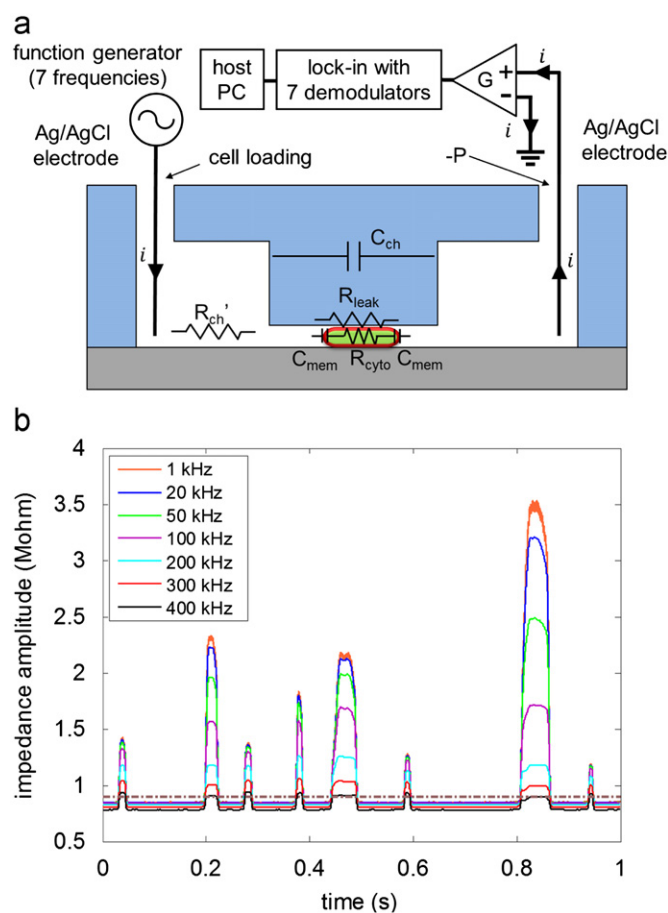 a
function generator
(7 frequencies)
host
PC
lock-in with
7 demodulators
G
+
-
i
i
Ag/AgCl
electrode
cell loading
-P
Ag/AgCl
electrode
i
i
Cch
Rleak
Rch'
Cmem
Rcyto
Cmem
b
impedance amplitude (Mohm)
4
3.5
3
2.5
2
1.5
1
0.5
1 kHz
20 kHz
50 kHz
100 kHz
200 kHz
300 kHz
400 kHz
0
0.2
0.4
0.6
0.8
1
time (s)